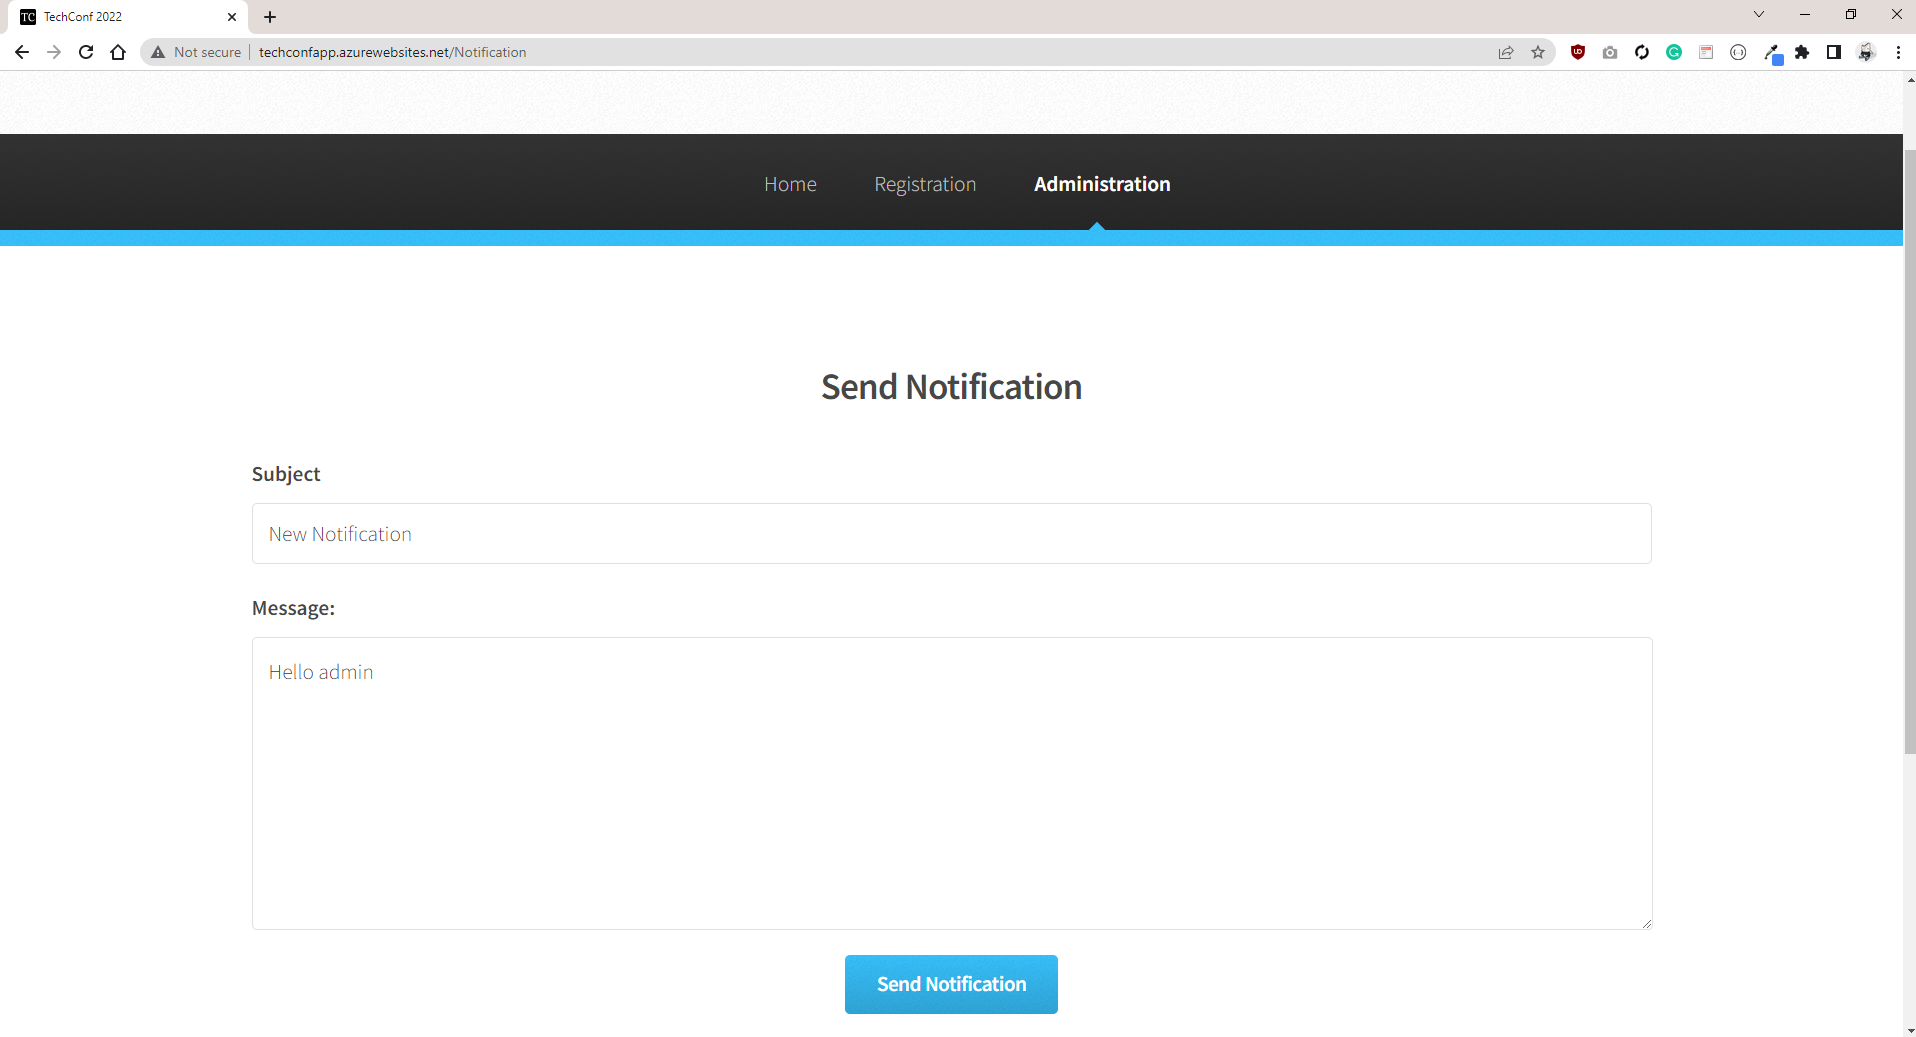 TC TechConf 2022
Not secure techconfapp.azurewebsites.net/Notification
Home Registration Administration
Send Notification
Subject
New Notification
Message:
Hello admin
Send Notification